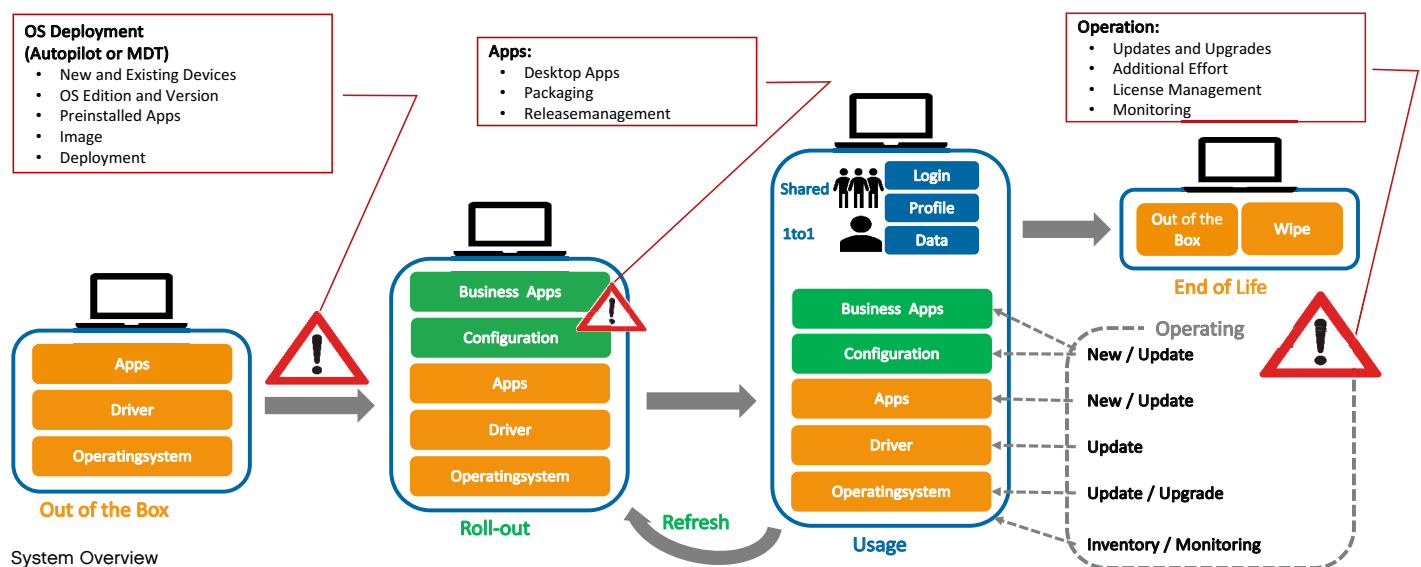 OS Deployment
(Autopilot or MDT)
• New and Existing Devices
• OS Edition and Version
• Preinstalled Apps
• Image
• Deployment
Apps:
• Desktop Apps
• Packaging
• Releasemanagement
Operation:
• Updates and Upgrades
• Additional Effort
• License Management
• Monitoring
Apps
Driver
Operatingsystem
Out of the Box
!
Business Apps
!
Configuration
Apps
Driver
Operatingsystem
Roll-out
Refresh
Shared
1to1
Login
Profile
Data
Business Apps
Configuration
Apps
Driver
Operatingsystem
Usage
Out of the
Box
Wipe
End of Life
Operating
!
New / Update
New / Update
Update
Update / Upgrade
Inventory / Monitoring
System Overview